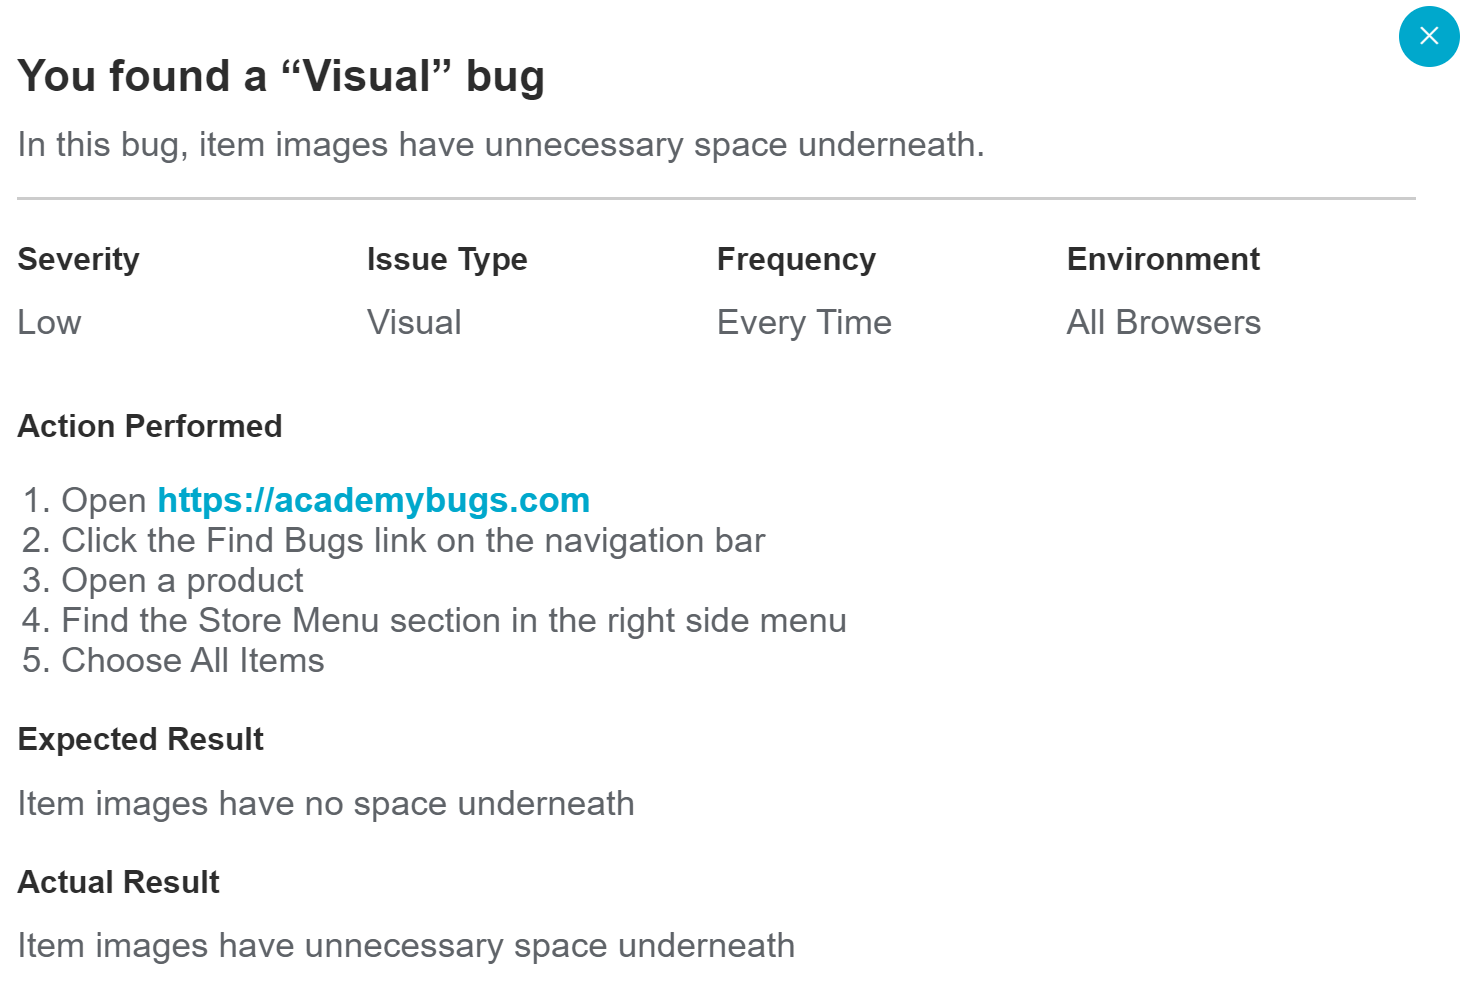 You found a “Visual” bug
In this bug, item images have unnecessary space underneath.
Severity
Issue Type
Frequency
Environment
Low
Visual
Every Time
All Browsers
Action Performed
1. Open https://academybugs.com
2. Click the Find Bugs link on the navigation bar
3. Open a product
4. Find the Store Menu section in the right side menu
5. Choose All Items
Expected Result
Item images have no space underneath
Actual Result
Item images have unnecessary space underneath